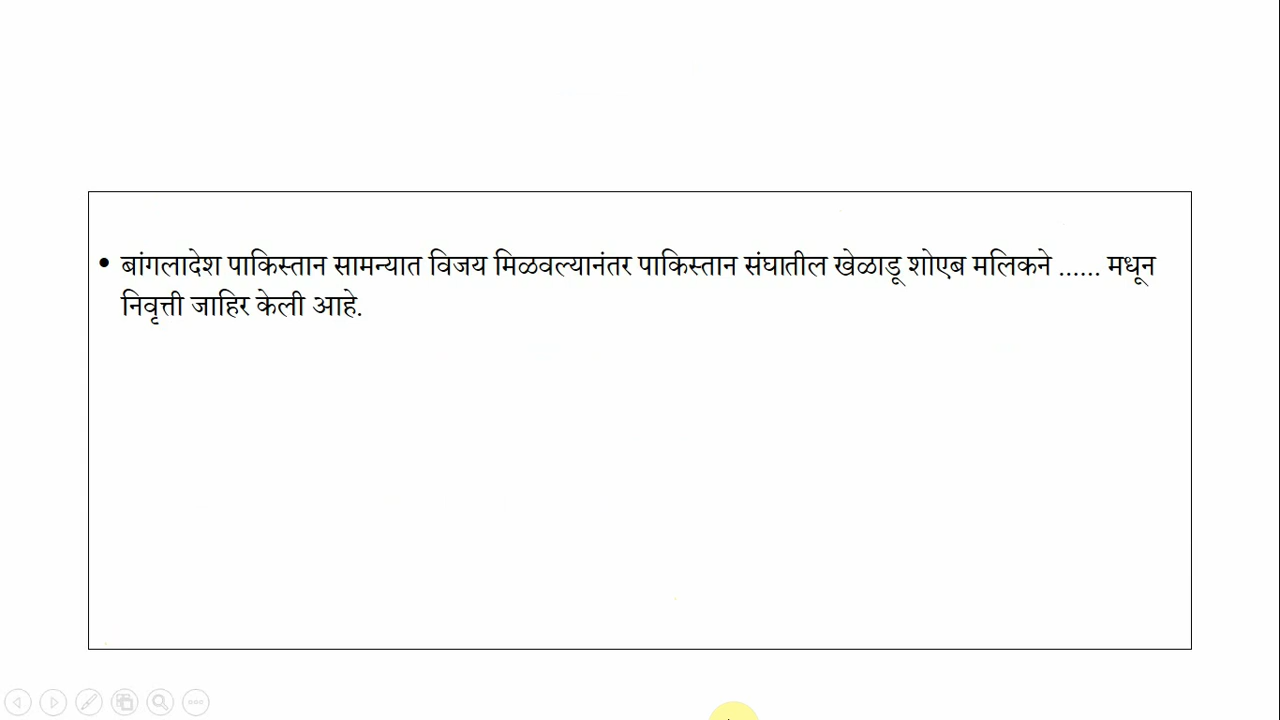 • बांगलादेश पाकिस्तान सामन्यात विजय मिळवल्यानंतर पाकिस्तान संघातील खेळाडू शोएब मलिकने ...... मधून
निवृत्ती जाहिर केली आहे.